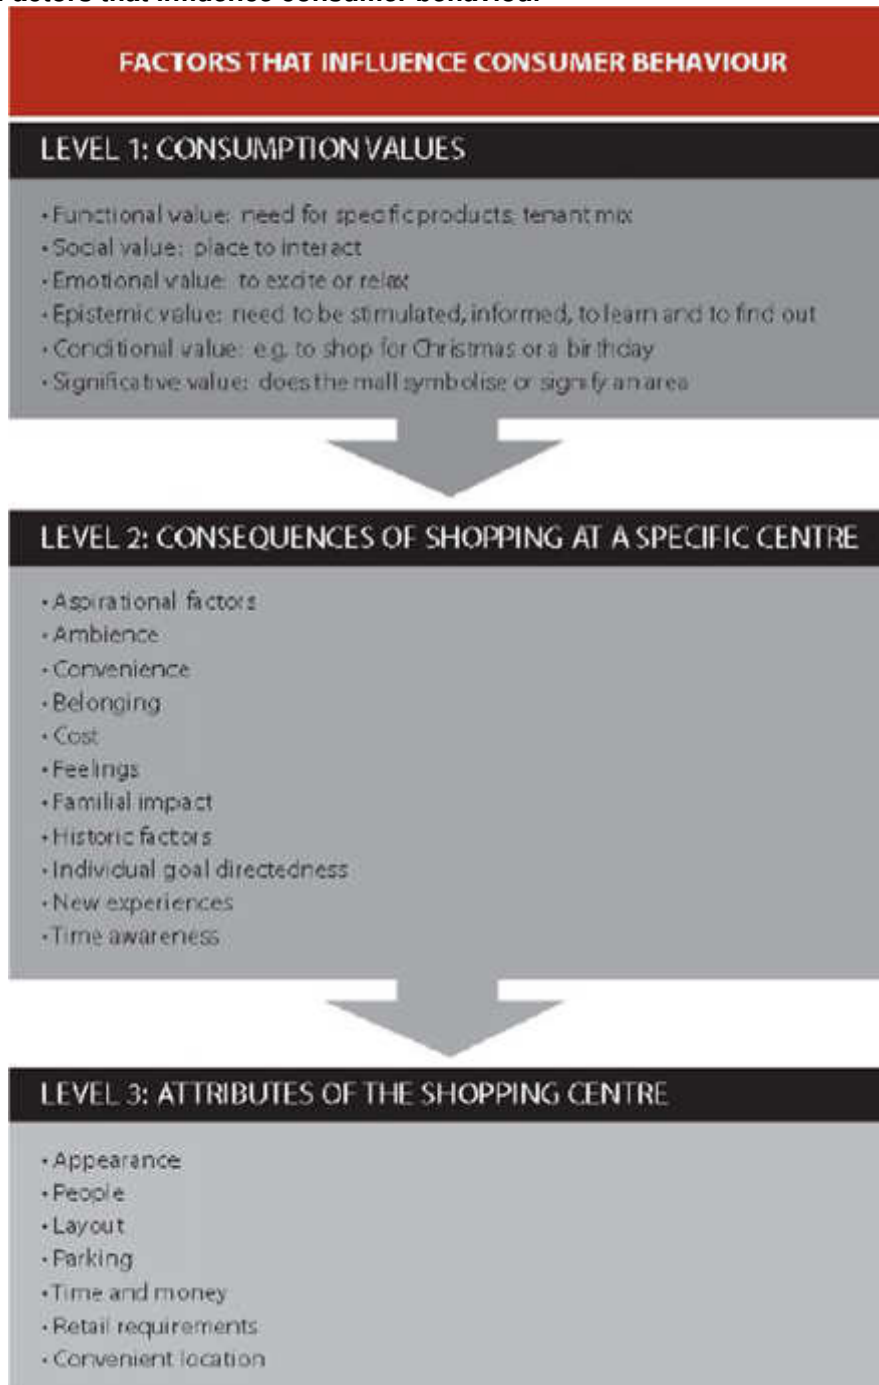 Factors that influence consumer behaviour
FACTORS THAT INFLUENCE CONSUMER BEHAVIOUR
LEVEL 1: CONSUMPTION VALUES
• Functional value: need for specific products, tenant mix
• Social value: place to interact
• Emotional value: to excite or relax
• Epistemic value: need to be stimulated, informed, to learn and to find out
• Conditional value: e.g. to shop for Christmas or a birthday
• Significative value: does the mall symbolise or signify an area
LEVEL 2: CONSEQUENCES OF SHOPPING AT A SPECIFIC CENTRE
• Aspirational factors
• Ambience
• Convenience
• Belonging
• Cost
• Feelings
• Familial impact
• Historic factors
• Individual goal directedness
• New experiences
• Time awareness
LEVEL 3: ATTRIBUTES OF THE SHOPPING CENTRE
• Appearance
• People
• Layout
• Parking
• Time and money
• Retail requirements
• Convenient location